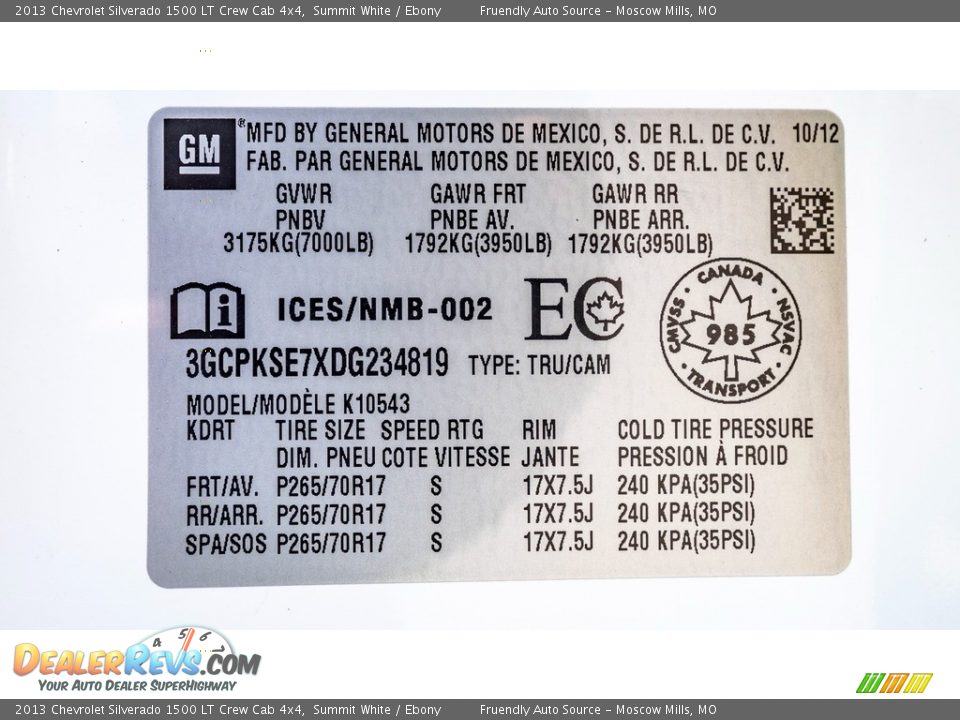 2013 Chevrolet Silverado 1500 LT Crew Cab 4x4, Summit White / Ebony Fruendly Auto Source - Moscow Mills, MO
GM ® MFD BY GENERAL MOTORS DE MEXICO, S. DE R.L. DE C.V. 10/12
FAB. PAR GENERAL MOTORS DE MEXICO, S. DE R.L. DE C.V.
GVWR GAWR FRT GAWR RR
PNBV PNBE AV. PNBE ARR.
3175KG(7000LB) 1792KG(3950LB) 1792KG(3950LB)
i ICES/NMB-002 EC
CANADA
CMVSS 985 NSVAC
TRANSPORT
3GCPKSE7XDG234819 TYPE: TRU/CAM
MODEL/MODÈLE K10543
KDRT TIRE SIZE SPEED RTG RIM COLD TIRE PRESSURE
DIM. PNEU COTE VITESSE JANTE PRESSION À FROID
FRT/AV. P265/70R17 S 17X7.5J 240 KPA(35PSI)
RR/ARR. P265/70R17 S 17X7.5J 240 KPA(35PSI)
SPA/SOS P265/70R17 S 17X7.5J 240 KPA(35PSI)
4 5 6 7
DEALERREVS.COM
YOUR AUTO DEALER SUPERHIGHWAY
2013 Chevrolet Silverado 1500 LT Crew Cab 4x4, Summit White / Ebony Fruendly Auto Source - Moscow Mills, MO